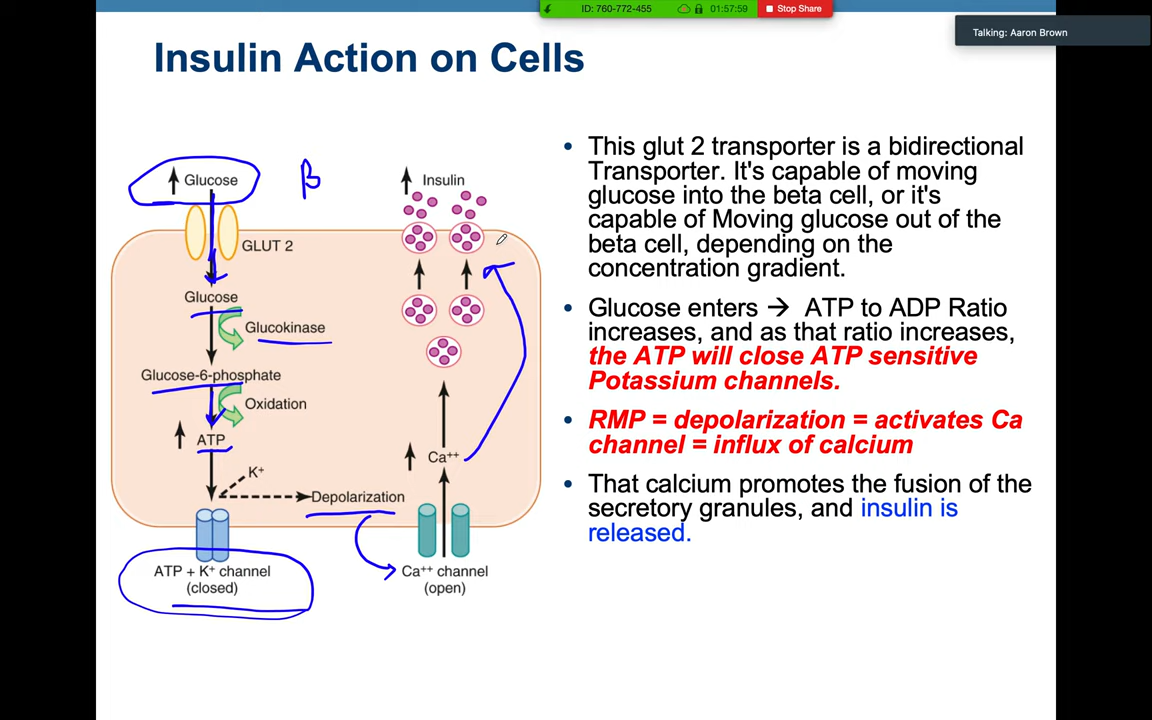 ID: 760-772-455
01:57:59
Stop Share
Talking: Aaron Brown
Insulin Action on Cells
Glucose
β
Insulin
GLUT 2
Glucose
Glucokinase
Glucose-6-phosphate
Oxidation
ATP
Ca⁺⁺
K⁺
Depolarization
ATP + K⁺ channel
(closed)
Ca⁺⁺ channel
(open)
• This glut 2 transporter is a bidirectional
Transporter. It's capable of moving
glucose into the beta cell, or it's
capable of Moving glucose out of the
beta cell, depending on the
concentration gradient.
• Glucose enters → ATP to ADP Ratio
increases, and as that ratio increases,
the ATP will close ATP sensitive
Potassium channels.
• RMP = depolarization = activates Ca
channel = influx of calcium
• That calcium promotes the fusion of the
secretory granules, and insulin is
released.